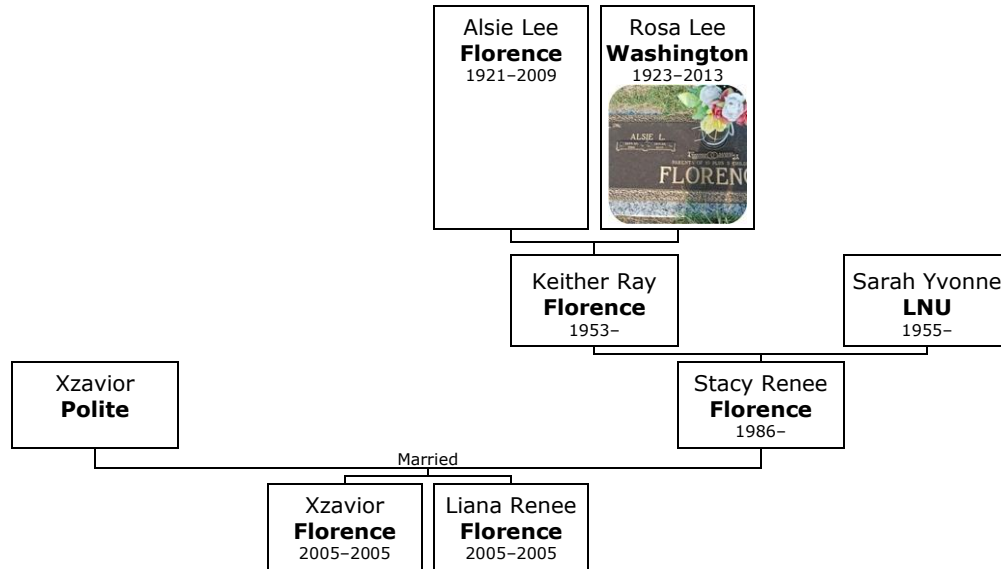 Alsie Lee
Florence
1921–2009
Rosa Lee
Washington
1923–2013
ALSIE L.
FLORENC
Keither Ray
Florence
1953–
Sarah Yvonne
LNU
1955–
Xzavior
Polite
Stacy Renee
Florence
1986–
Married
Xzavior
Florence
2005–2005
Liana Renee
Florence
2005–2005